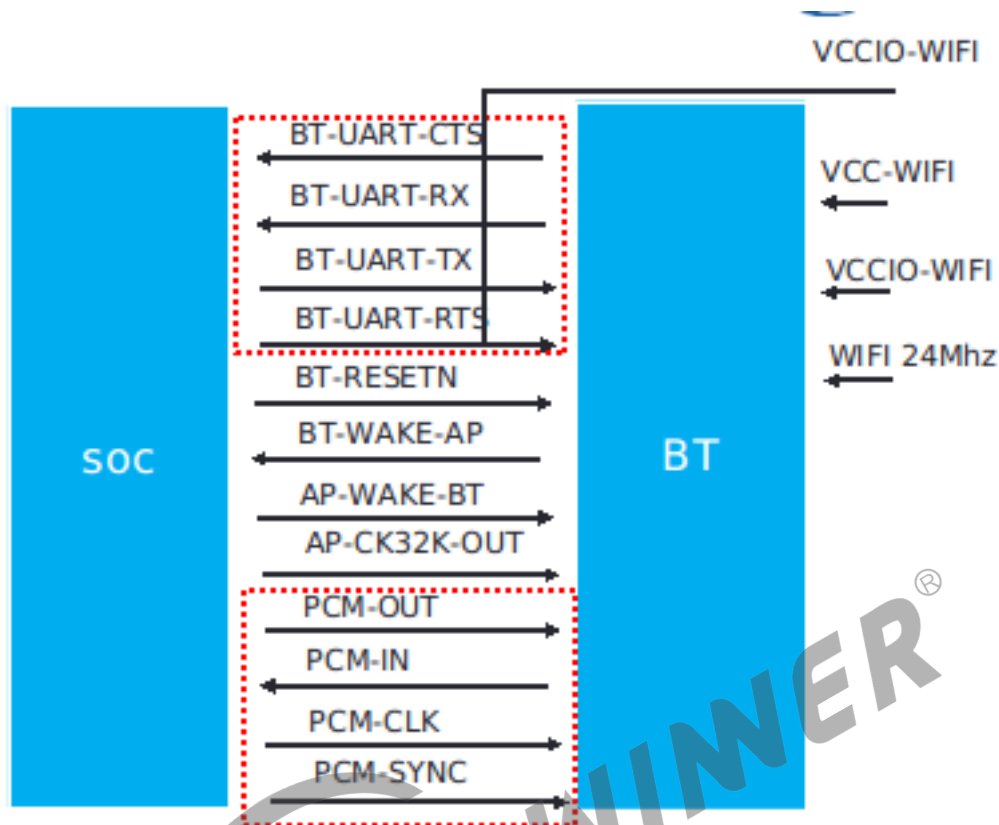 VCCIO-WIFI
BT-UART-CTS
BT-UART-RX
BT-UART-TX
BT-UART-RTS
BT-RESETN
BT-WAKE-AP
AP-WAKE-BT
AP-CK32K-OUT
PCM-OUT
PCM-IN
PCM-CLK
PCM-SYNC
soc
BT
VCC-WIFI
VCCIO-WIFI
WIFI 24Mhz
WINNER®